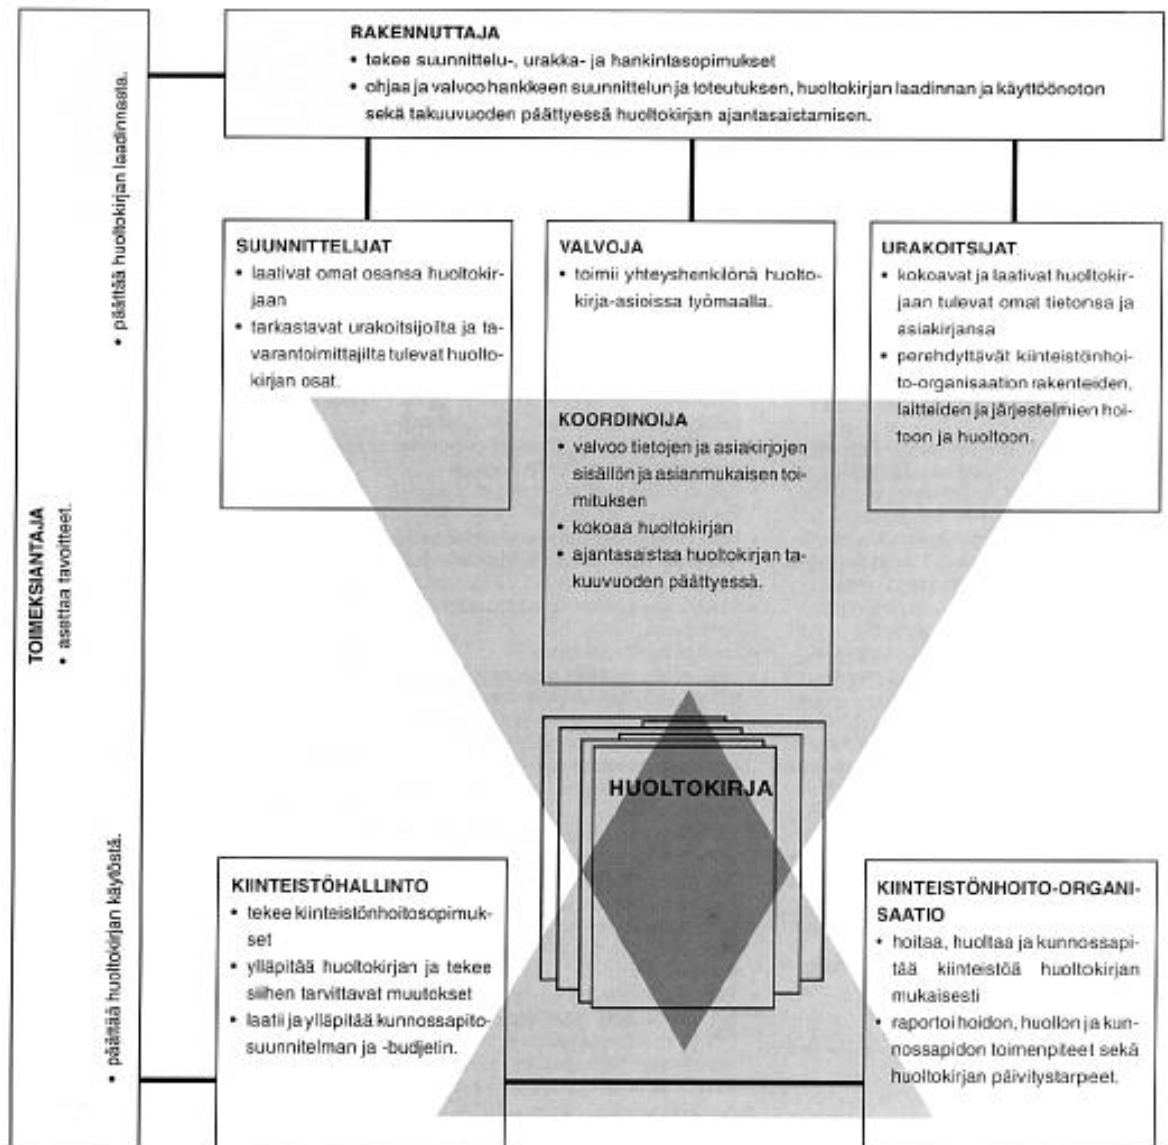 RAKENNUTTAJA
• tekee suunnittelu-, urakka- ja hankintasopimukset
• ohjaa ja valvoo hankkeen suunnittelun ja toteutuksen, huoltokirjan laadinnan ja käyttöönoton
sekä takuuvuoden päättyessä huoltokirjan ajantasaistamisen.
TOIMEKSIANTAJA
• asettaa tavoitteet.
• päättää huoltokirjan laadinnasta.
• päättää huoltokirjan käytöstä.
SUUNNITTELIJAT
• laativat omat osansa huoltokir-
jaan
• tarkastavat urakoitsijoilta ja ta-
varantoimittajilta tulevat huolto-
kirjan osat.
VALVOJA
• toimii yhteyshenkilönä huolto-
kirja-asioissa työmaalla.
KOORDINOIJA
• valvoo tietojen ja asiakirjojen
sisällön ja asianmukaisen toi-
mituksen
• kokoaa huoltokirjan
• ajantasaistaa huoltokirjan ta-
kuuvuoden päättyessä.
URAKOITSIJAT
• kokoavat ja laativat huoltokir-
jaan tulevat omat tietonsa ja
asiakirjansa
• perehdyttävät kiinteistönhoi-
to-organisaation rakenteiden,
laitteiden ja järjestelmien hoi-
toon ja huoltoon.
HUOLTOKIRJA
KIINTEISTÖHALLINTO
• tekee kiinteistönhoitosopimuk-
set
• ylläpitää huoltokirjan ja tekee
siihen tarvittavat muutokset
• laatii ja ylläpitää kunnossapito-
suunnitelman ja -budjetin.
KIINTEISTÖNHOITO-ORGANI-
SAATIO
• hoitaa, huoltaa ja kunnossapi-
tää kiinteistöä huoltokirjan
mukaisesti
• raportoi hoidon, huollon ja kun-
nossapidon toimenpiteet sekä
huoltokirjan päivitystarpeet.